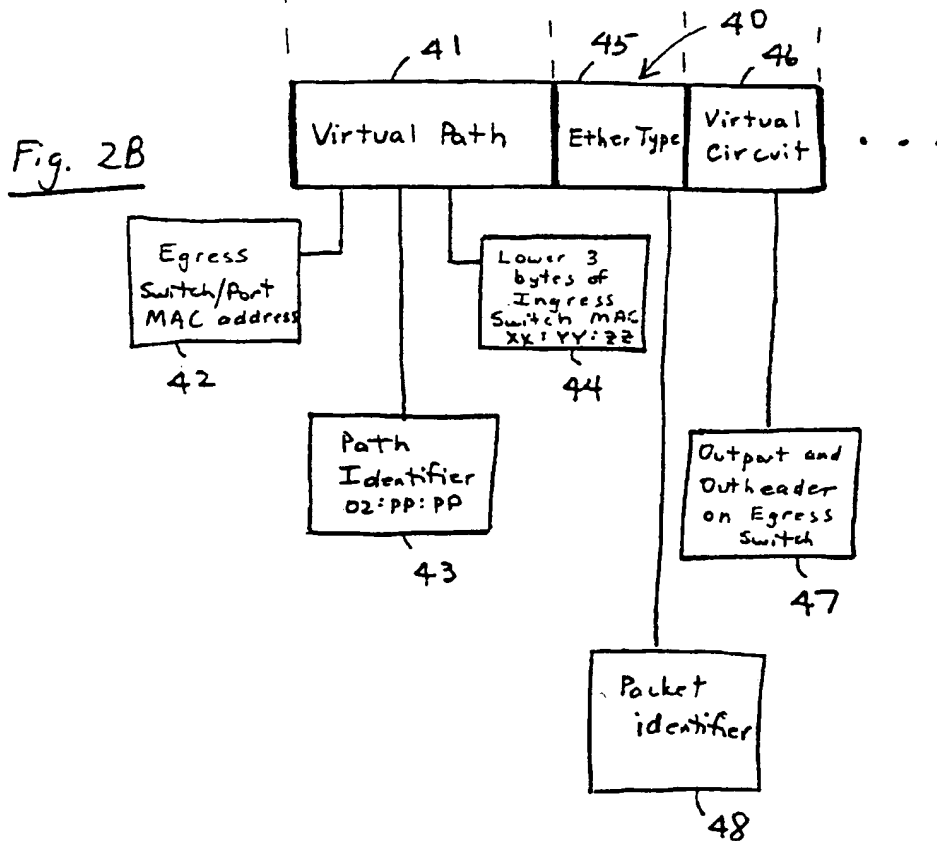 41
45
40
46
Fig. 2B
Virtual Path
EtherType
Virtual
Circuit
. . .
Egress
Switch/Port
MAC address
42
Lower 3
bytes of
Ingress
Switch MAC
XX:YY:ZZ
44
Path
Identifier
02:PP:PP
43
Outport and
Outheader
on Egress
Switch
47
Packet
identifier
48